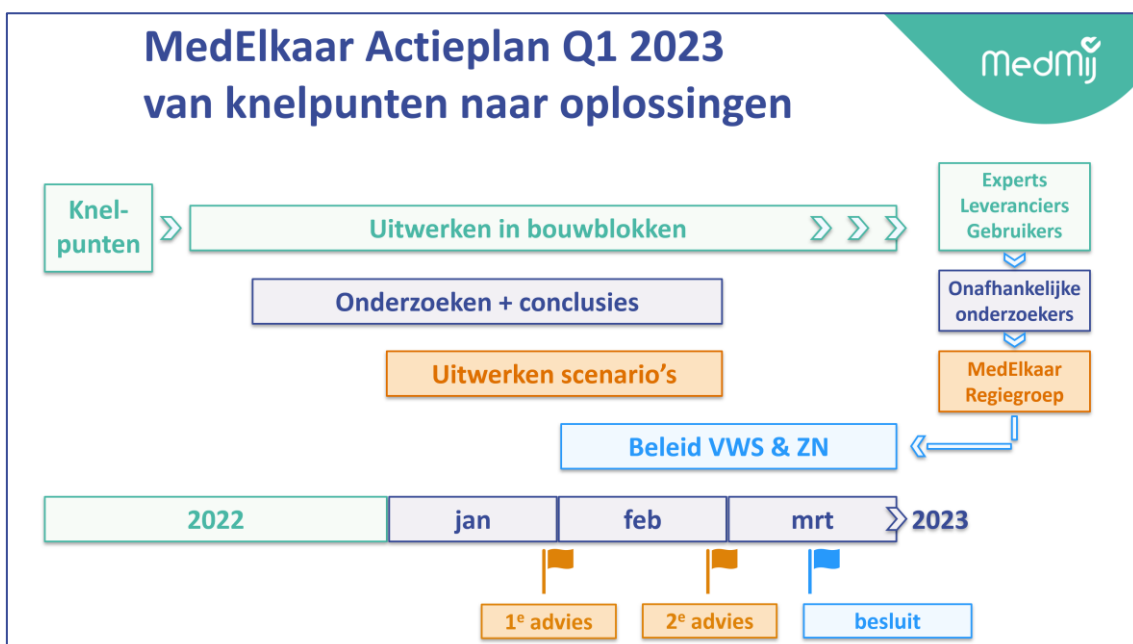 MedElkaar Actieplan Q1 2023
van knelpunten naar oplossingen
MedMij
Knel-
punten
Uitwerken in bouwblokken
Experts
Leveranciers
Gebruikers
Onderzoeken + conclusies
Onafhankelijke
onderzoekers
Uitwerken scenario's
MedElkaar
Regiegroep
Beleid VWS & ZN
2022
jan
feb
mrt
2023
1e advies
2e advies
besluit